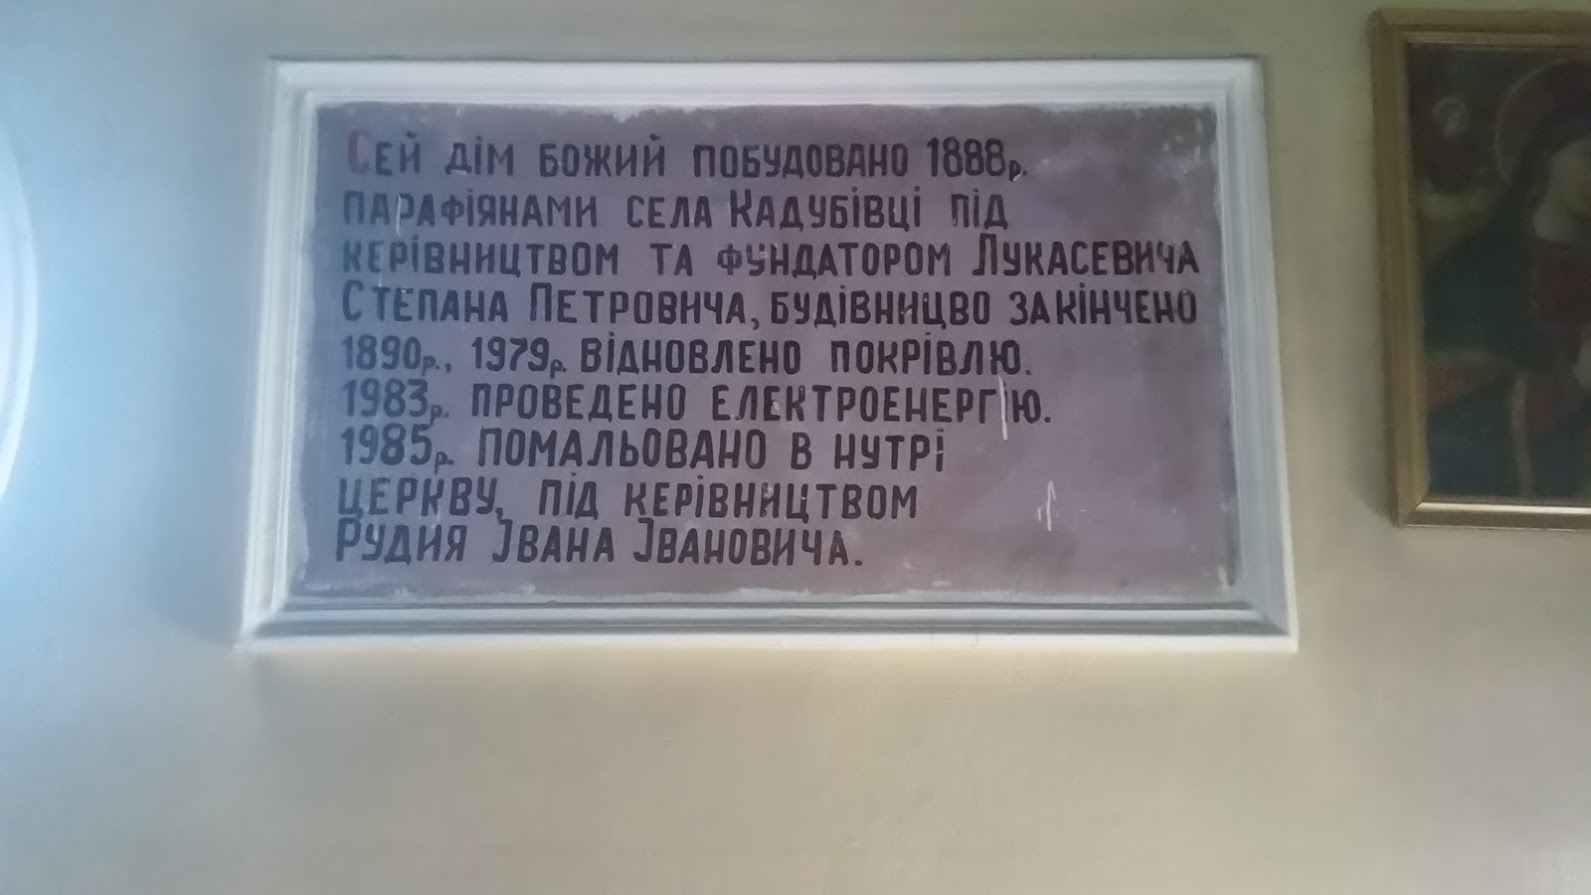 Сей дім божий побудовано 1888р.
парафіянами села Кадубівці під
керівництвом та фундатором Лукасевича
Степана Петровича, будівницво закінчено
1890р., 1979р. відновлено покрівлю.
1983р. проведено електроенергію.
1985р. помальовано в нутрі
церкву, під керівництвом
Рудия Івана Івановича.